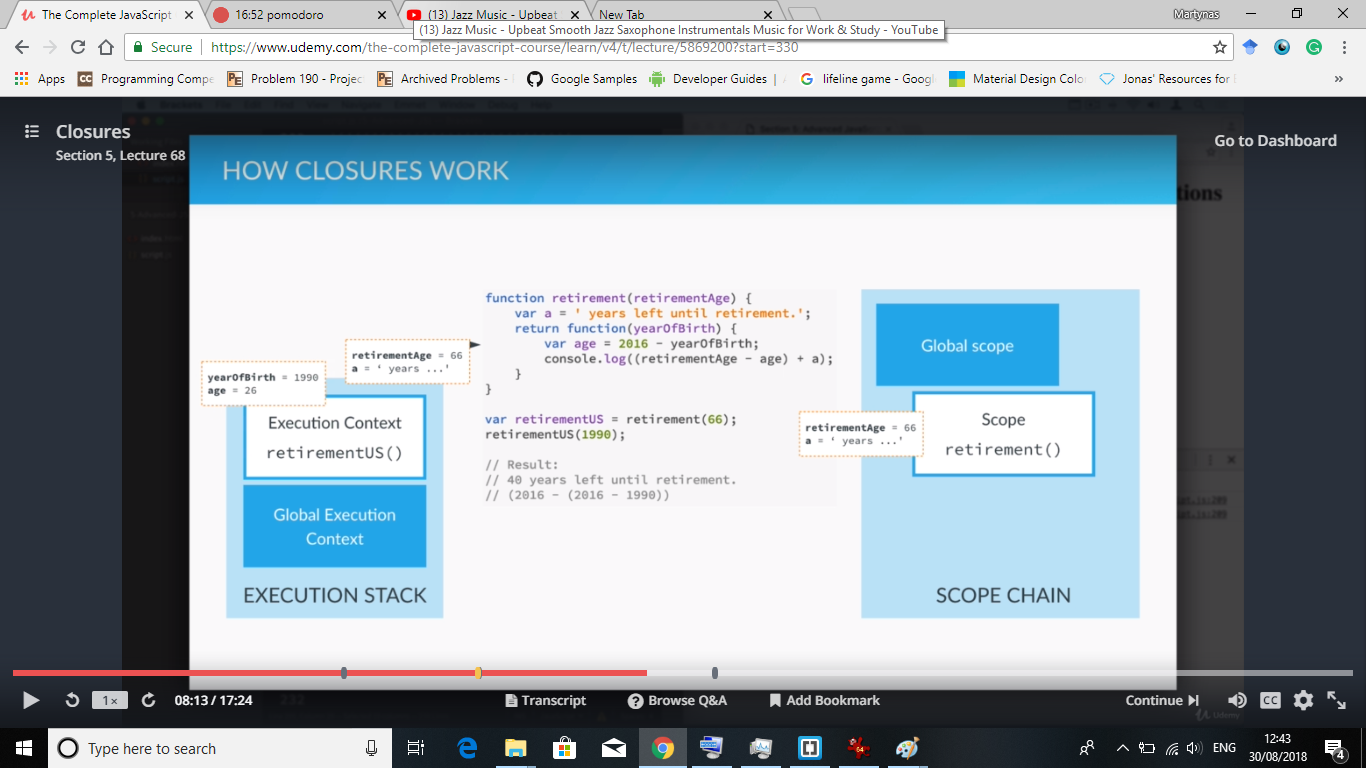 The Complete JavaScript
16:52 pomodoro
(13) Jazz Music - Upbeat
New Tab
Martynas
(13) Jazz Music - Upbeat Smooth Jazz Saxophone Instrumentals Music for Work & Study - YouTube
Secure
https://www.udemy.com/the-complete-javascript-course/learn/v4/t/lecture/5869200?start=330
Apps
Programming Compe
Problem 190 - Projec
Archived Problems -
Google Samples
Developer Guides |
lifeline game - Goog
Material Design Colo
Jonas' Resources for
»
Closures
Section 5, Lecture 68
Go to Dashboard
HOW CLOSURES WORK
function retirement(retirementAge) {
var a = ' years left until retirement.';
return function(yearOfBirth) {
var age = 2016 - yearOfBirth;
console.log((retirementAge - age) + a);
}
}
var retirementUS = retirement(66);
retirementUS(1990);
// Result:
// 40 years left until retirement.
// (2016 - (2016 - 1990))
retirementAge = 66
a = ‘ years ...’
yearOfBirth = 1990
age = 26
Execution Context
retirementUS()
Global Execution
Context
EXECUTION STACK
Global scope
retirementAge = 66
a = ‘ years ...’
Scope
retirement()
SCOPE CHAIN
1×
08:13 / 17:24
Transcript
Browse Q&A
Add Bookmark
Continue
CC
Type here to search
ENG
12:43
30/08/2018
4